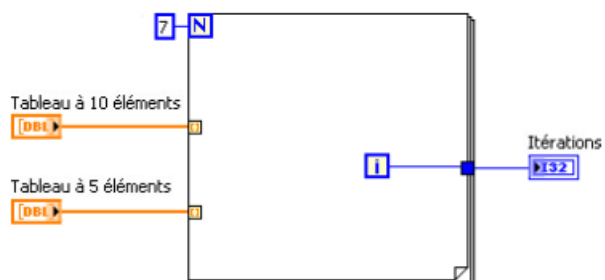 7 N
Tableau à 10 éléments
[DBL]
Itérations
i
I32
Tableau à 5 éléments
[DBL]